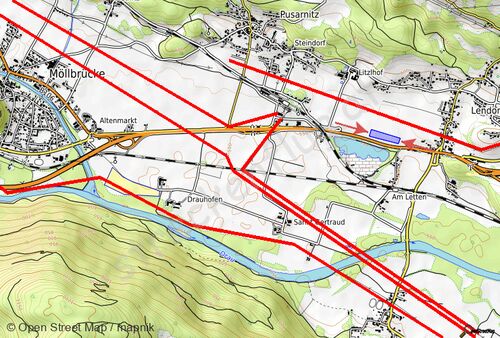 Pusarnitz
Steindorf
Möllbrücke
Litzlhof
Lendorf
Altenmarkt
Drauhofen
Am Letten
Sankt Gertraud
Drau
© Open Street Map / mapnik